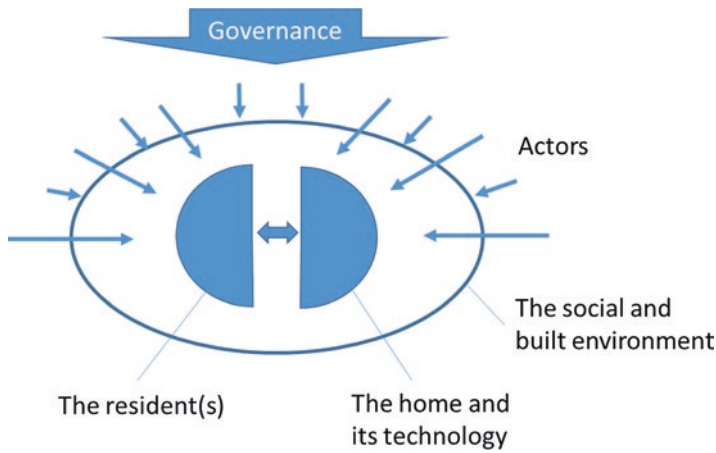 Governance
Actors
The social and
built environment
The resident(s)
The home and
its technology